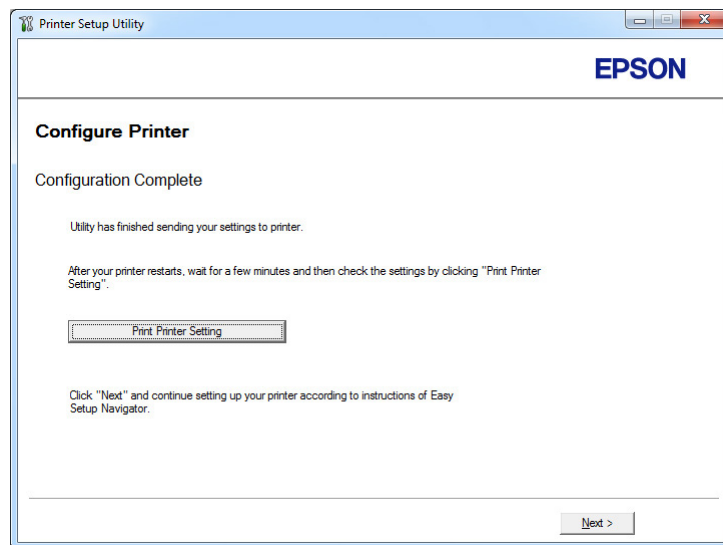 Printer Setup Utility
EPSON
Configure Printer
Configuration Complete
Utility has finished sending your settings to printer.
After your printer restarts, wait for a few minutes and then check the settings by clicking "Print Printer
Setting".
Print Printer Setting
Click "Next" and continue setting up your printer according to instructions of Easy
Setup Navigator.
Next >